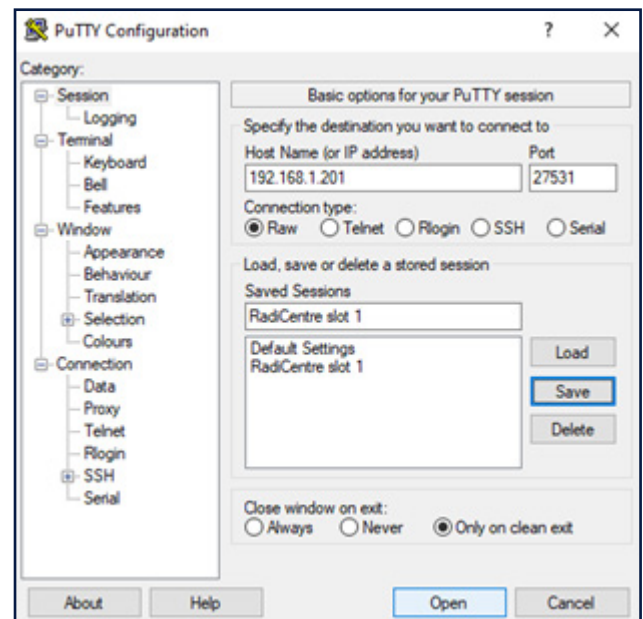 PuTTY Configuration ? ×
Category:
Session
Logging
Terminal
Keyboard
Bell
Features
Window
Appearance
Behaviour
Translation
Selection
Colours
Connection
Data
Proxy
Telnet
Rlogin
SSH
Serial
Basic options for your PuTTY session
Specify the destination you want to connect to
Host Name (or IP address) Port
192.168.1.201 27531
Connection type:
Raw Telnet Rlogin SSH Serial
Load, save or delete a stored session
Saved Sessions
RadiCentre slot 1
Default Settings
RadiCentre slot 1
Load
Save
Delete
Close window on exit:
Always Never Only on clean exit
About Help Open Cancel